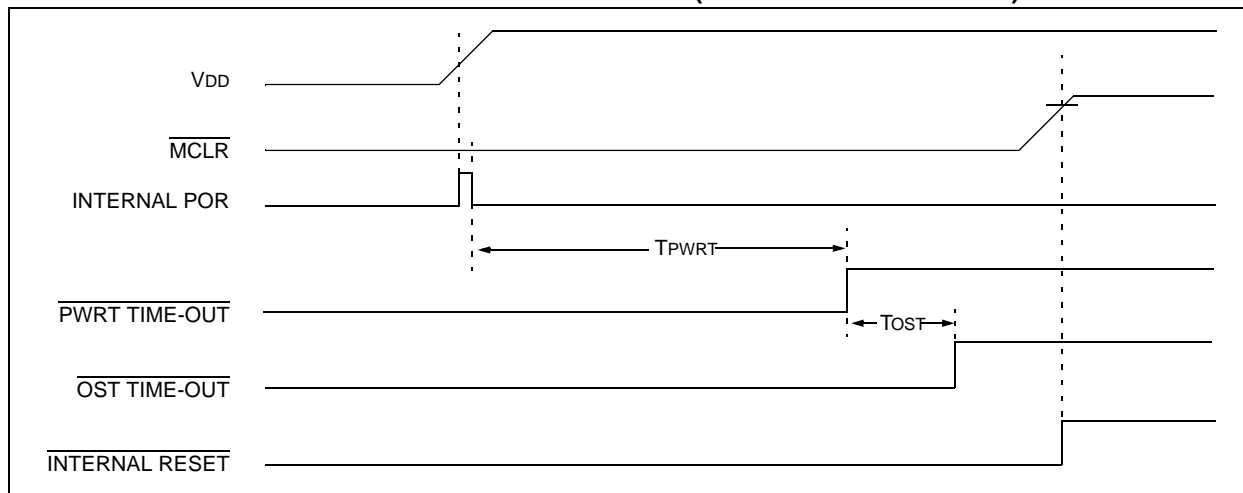 VDD
MCLR
INTERNAL POR
TPWRT
PWRT TIME-OUT
TOST
OST TIME-OUT
INTERNAL RESET